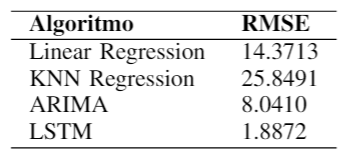 Algoritmo RMSE
Linear Regression 14.3713
KNN Regression 25.8491
ARIMA 8.0410
LSTM 1.8872